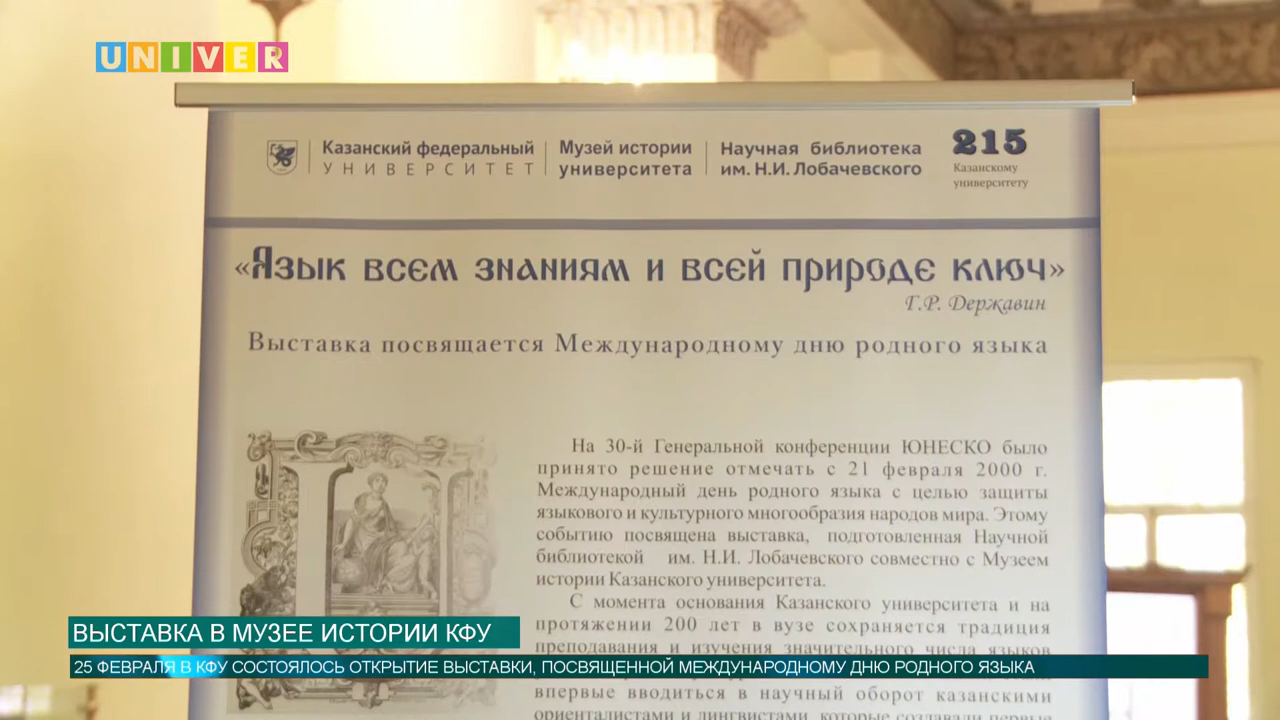 UNIVER
Казанский федеральный
УНИВЕРСИТЕТ
Музей истории
университета
Научная библиотека
им. Н.И. Лобачевского
215
Казанскому
университету
«Язык всем знаниям и всей природе ключ»
Г.Р. Державин
Выставка посвящается Международному дню родного языка
На 30-й Генеральной конференции ЮНЕСКО было
принято решение отмечать с 21 февраля 2000 г.
Международный день родного языка с целью защиты
языкового и культурного многообразия народов мира. Этому
событию посвящена выставка, подготовленная Научной
библиотекой им. Н.И. Лобачевского совместно с Музеем
истории Казанского университета.
С момента основания Казанского университета и на
протяжении 200 лет в вузе сохраняется традиция
преподавания и изучения значительного числа языков
впервые вводиться в научный оборот казанскими
ориенталистами и лингвистами, которые создавали первые
ВЫСТАВКА В МУЗЕЕ ИСТОРИИ КФУ
25 ФЕВРАЛЯ В КФУ СОСТОЯЛОСЬ ОТКРЫТИЕ ВЫСТАВКИ, ПОСВЯЩЕННОЙ МЕЖДУНАРОДНОМУ ДНЮ РОДНОГО ЯЗЫКА